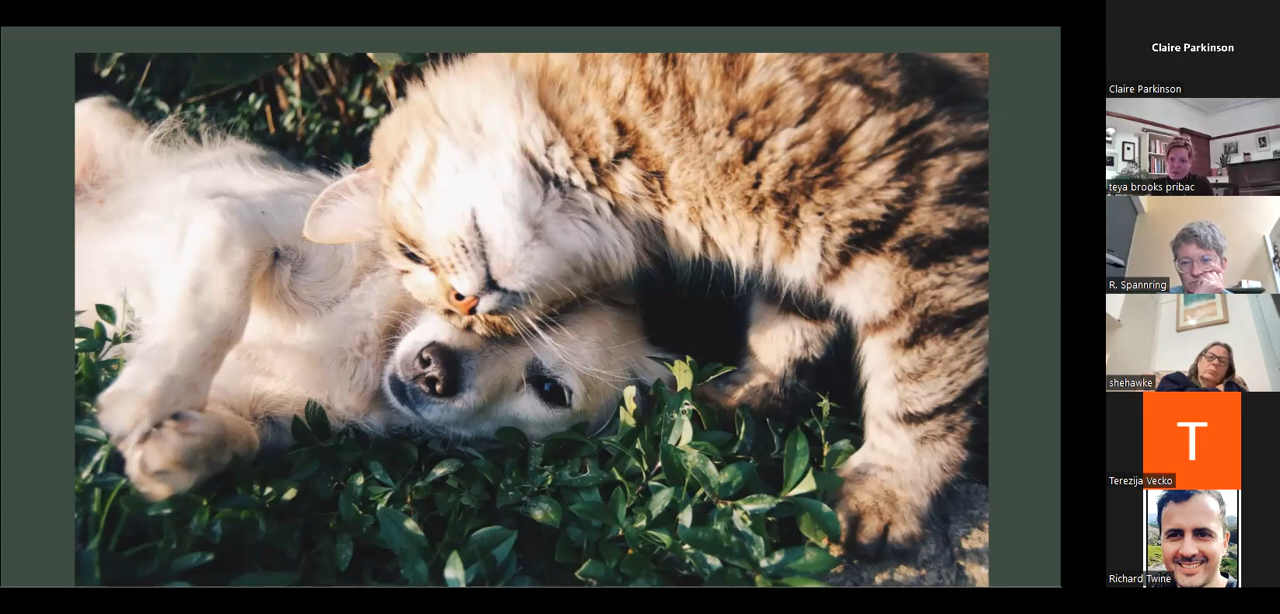 Claire Parkinson
Claire Parkinson
teya brooks pribac
R. Spannring
shehawke
T
Terezija Vecko
Richard Twine